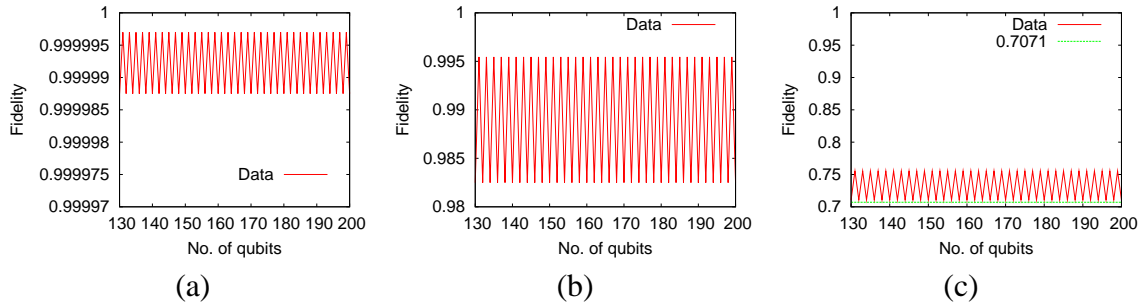 1
0.999995
0.99999
0.999985
0.99998
0.999975
0.99997
Fidelity
Data
130 140 150 160 170 180 190 200
No. of qubits
(a)
1
0.995
0.99
0.985
0.98
Fidelity
Data
130 140 150 160 170 180 190 200
No. of qubits
(b)
1
0.95
0.9
0.85
0.8
0.75
0.7
Fidelity
Data
0.7071
130 140 150 160 170 180 190 200
No. of qubits
(c)